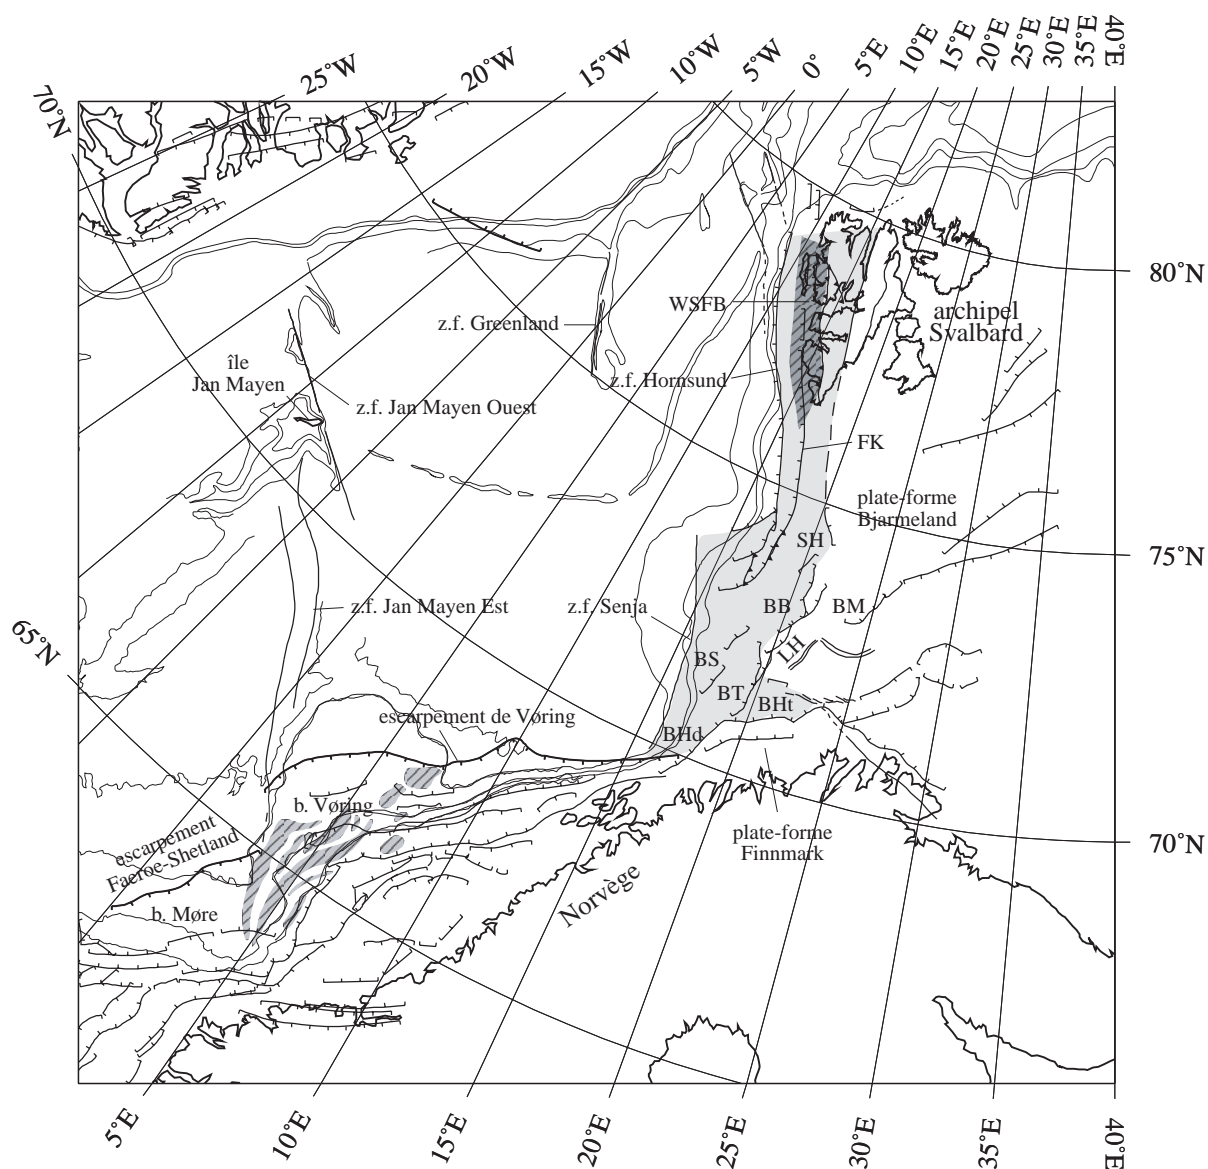 70°N
25°W
20°W
15°W
10°W
5°W
0°
5°E
10°E
15°E
20°E
25°E
30°E
35°E
40°E
80°N
WSFB
archipel
Svalbard
z.f. Greenland
île
Jan Mayen
z.f. Hornsund
z.f. Jan Mayen Ouest
FK
plate-forme
Bjarmeland
SH
75°N
z.f. Jan Mayen Est
z.f. Senja
BB
BM
65°N
LH
BS
BT
BHt
escarpement de Vøring
BHd
b. Vøring
escarpement
Faeroe-Shetland
plate-forme
Finnmark
70°N
b. Møre
Norvège
5°E
10°E
15°E
20°E
25°E
30°E
35°E
40°E